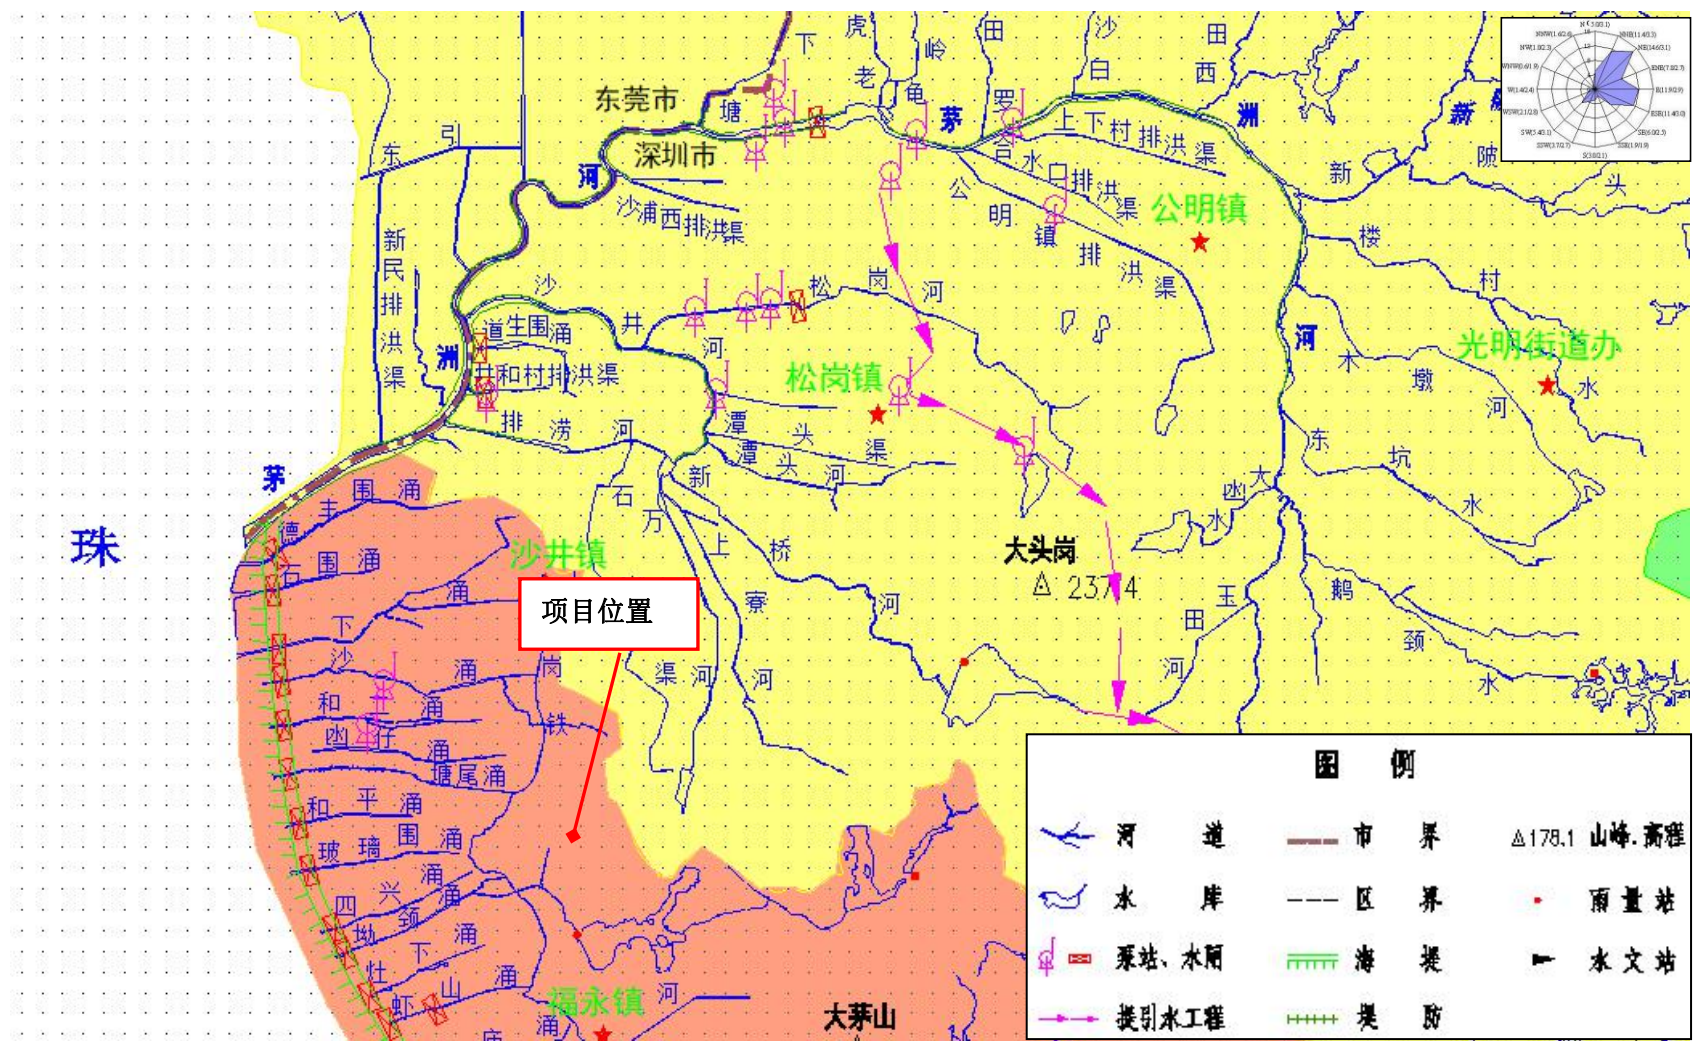 东莞市
深圳市
公明镇
光明街道办
松岗镇
沙井镇
福永镇
珠
项目位置
大头岗
237.4
大茅山
茅
洲
河
茅
洲
河
新
下
虎
岭
田
沙
白
田
西
老
龟
罗
塘
合
引
东
新民排洪渠
沙浦西排洪渠
上下村排洪渠
水口排洪渠
公明镇排洪渠
新
陂
头
楼
村
水
木
墩
河
东
坑
水
大
凼
水
鹅
颈
水
玉
田
河
沙
井
河
松
岗
河
道生围涌
共和村排洪渠
排
涝
河
潭
头
渠
潭
头
河
新
桥
河
石
万
上
寮
河
渠
河
德
丰
围
涌
石
围
涌
下
涌
沙
涌
和
涌
岗
铁
凼
仔
涌
塘尾涌
和
平
涌
玻
璃
围
涌
四
兴
涌
坳
颈
涌
灶
下
涌
虾
山
涌
河
涌
图 例
河 道
市 界
△178.1 山峰.高程
水 库
区 界
雨量站
泵站、水闸
海 堤
水文站
提引水工程
堤 防